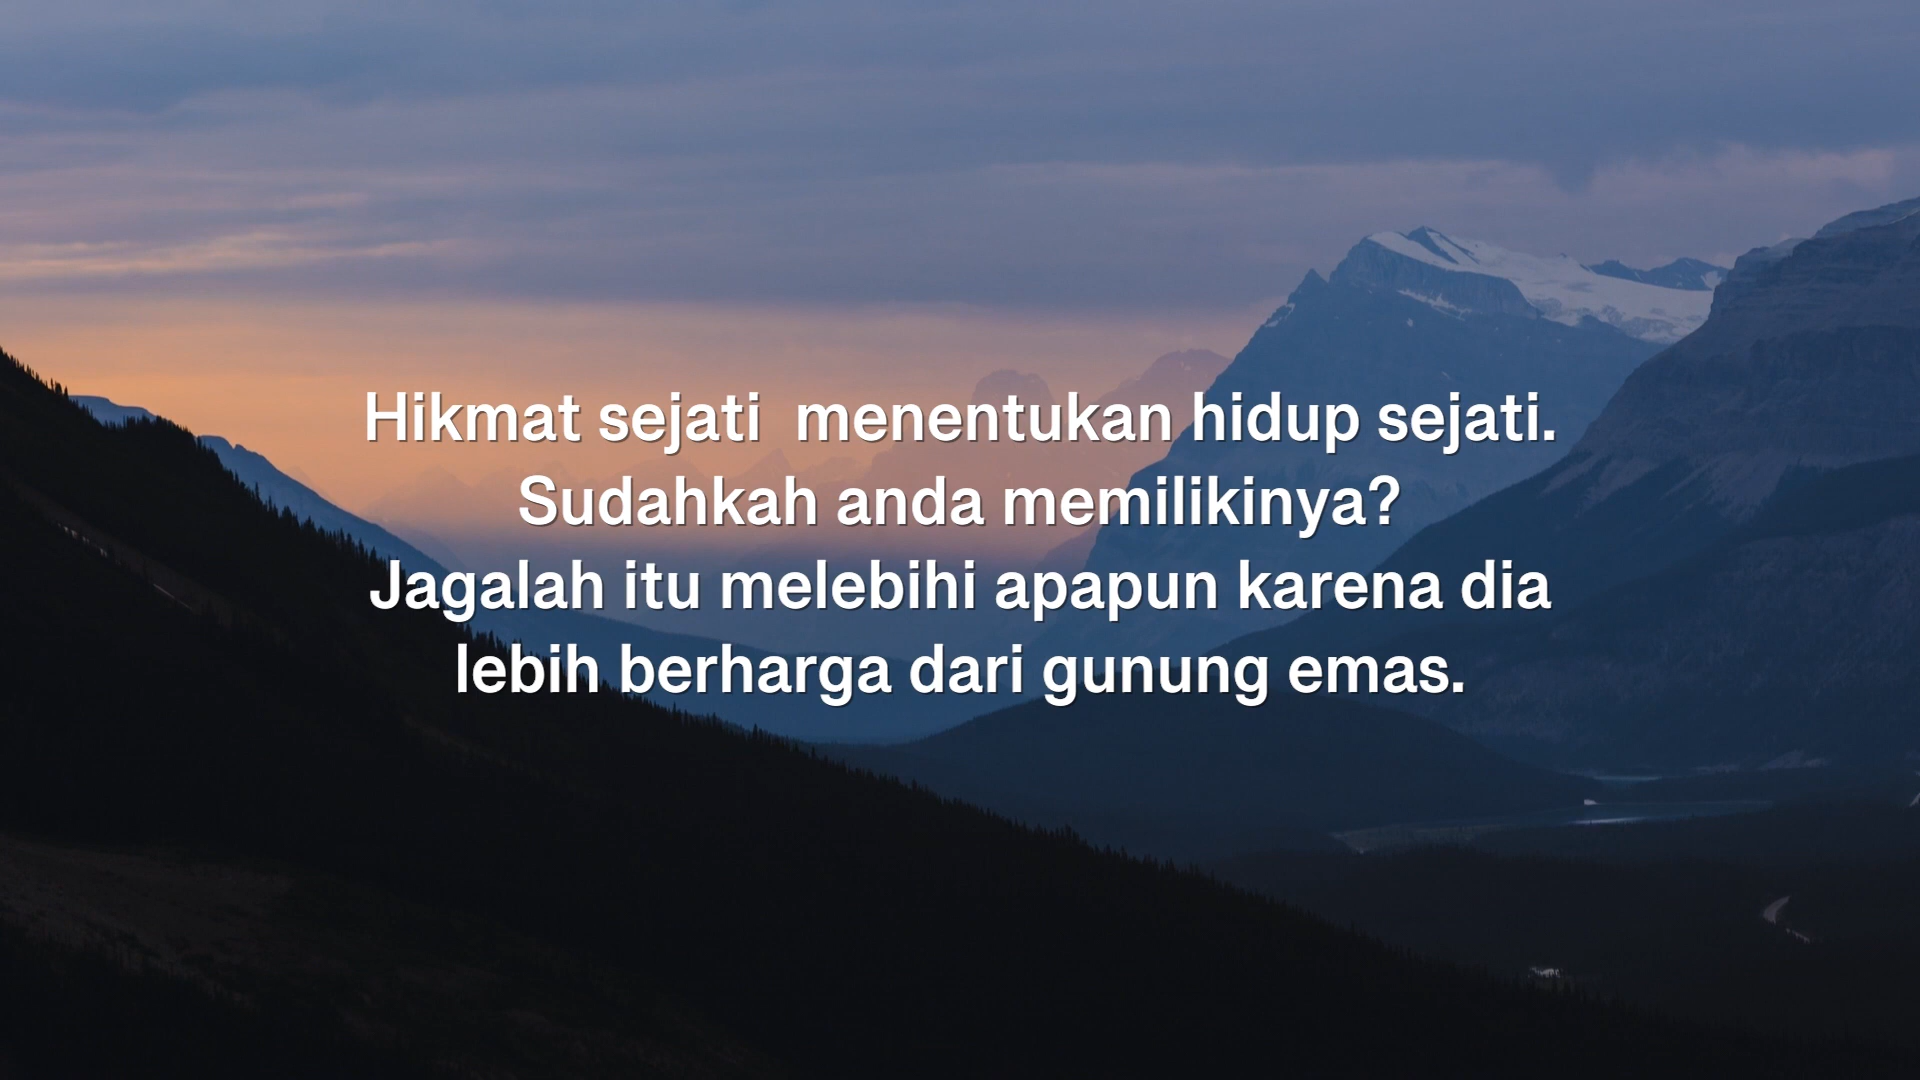 Hikmat sejati  menentukan hidup sejati.
Sudahkah anda memilikinya?
Jagalah itu melebihi apapun karena dia
lebih berharga dari gunung emas.